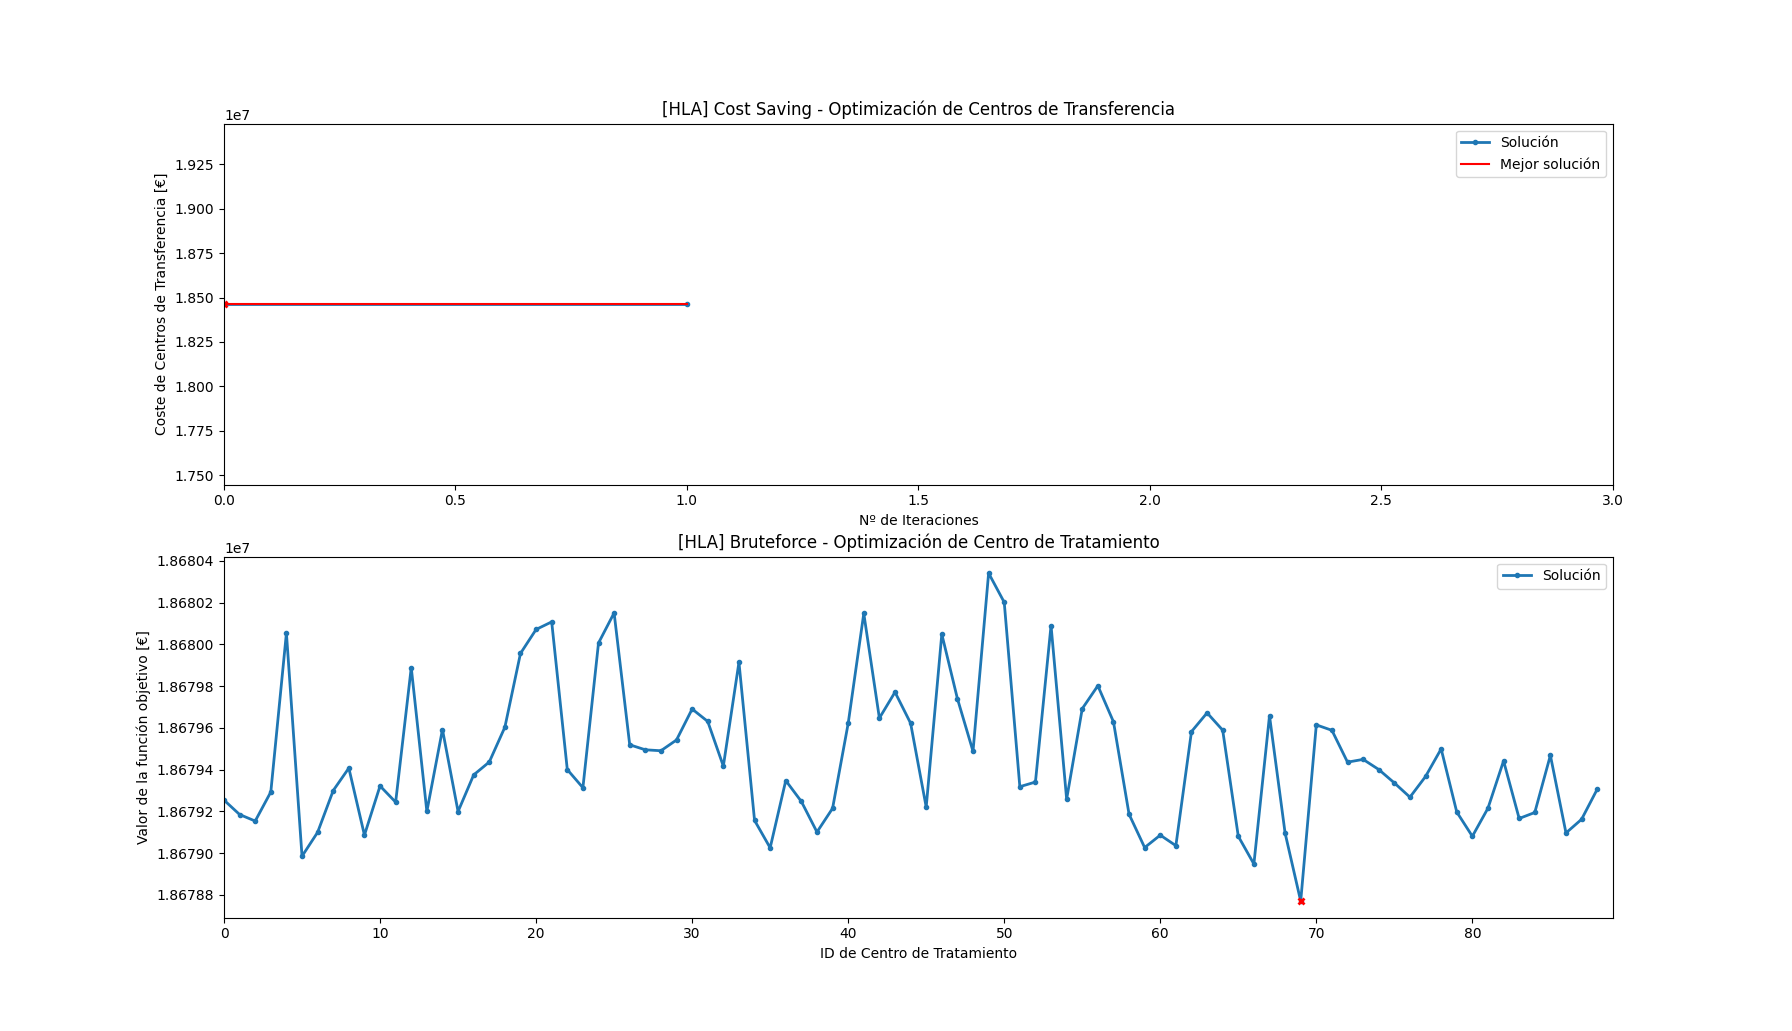 [HLA] Cost Saving - Optimización de Centros de Transferencia
1e7
1.925
1.900
1.875
1.850
1.825
1.800
1.775
1.750
Coste de Centros de Transferencia [€]
Solución
Mejor solución
0.0 0.5 1.0 1.5 2.0 2.5 3.0
Nº de Iteraciones
[HLA] Bruteforce - Optimización de Centro de Tratamiento
1e7
1.86804
1.86802
1.86800
1.86798
1.86796
1.86794
1.86792
1.86790
1.86788
Valor de la función objetivo [€]
Solución
0 10 20 30 40 50 60 70 80
ID de Centro de Tratamiento